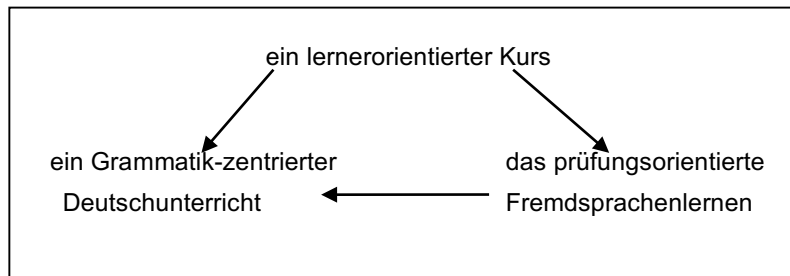 ein lernerorientierter Kurs
ein Grammatik-zentrierter
Deutschunterricht
das prüfungsorientierte
Fremdsprachenlernen